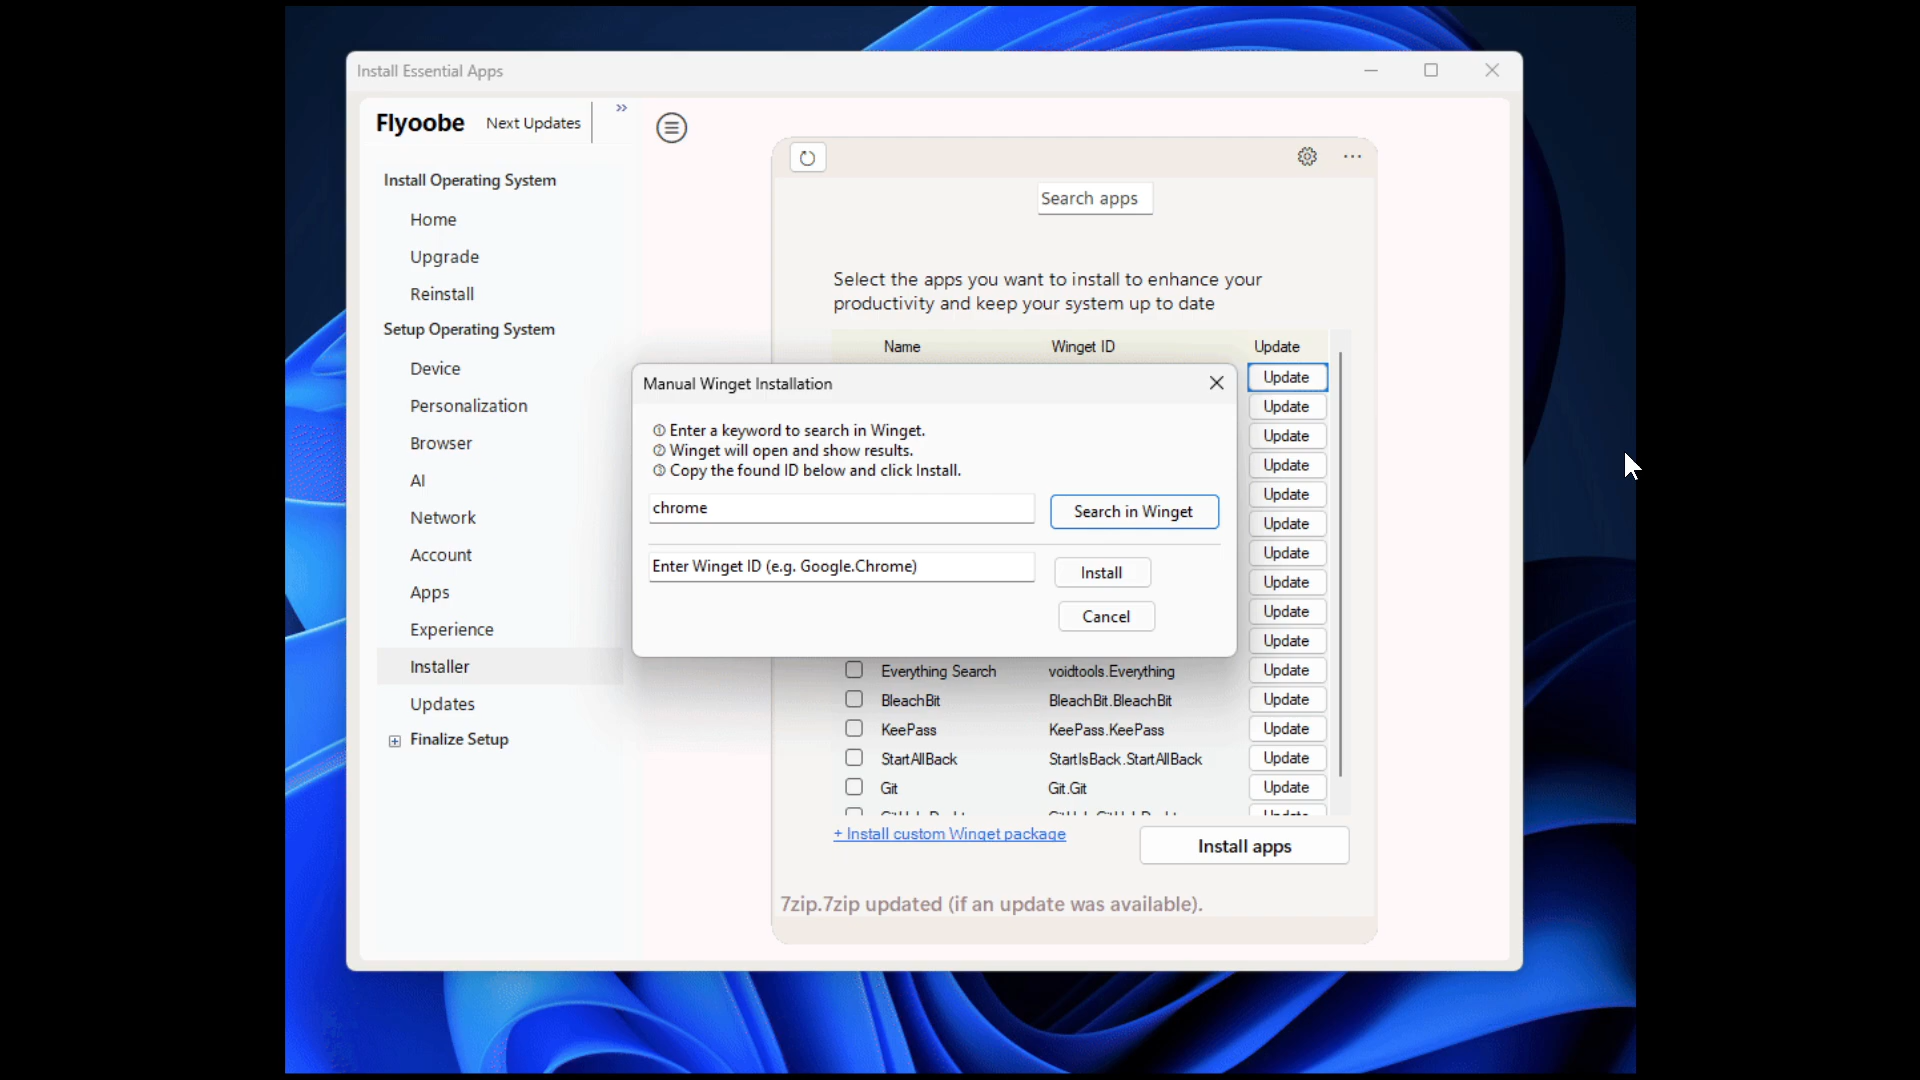 Install Essential Apps
Flyoobe
Next Updates
Install Operating System
Home
Upgrade
Reinstall
Setup Operating System
Device
Personalization
Browser
AI
Network
Account
Apps
Experience
Installer
Updates
Finalize Setup
Search apps
Select the apps you want to install to enhance your
productivity and keep your system up to date
Name Winget ID Update
Update
Update
Update
Update
Update
Update
Update
Update
Update
Update
Manual Winget Installation
① Enter a keyword to search in Winget.
② Winget will open and show results.
③ Copy the found ID below and click Install.
chrome
Search in Winget
Enter Winget ID (e.g. Google.Chrome)
Install
Cancel
Everything Search voidtools.Everything Update
BleachBit BleachBit.BleachBit Update
KeePass KeePass.KeePass Update
StartAllBack StartIsBack.StartAllBack Update
Git Git.Git Update
+ Install custom Winget package
Install apps
7zip.7zip updated (if an update was available).